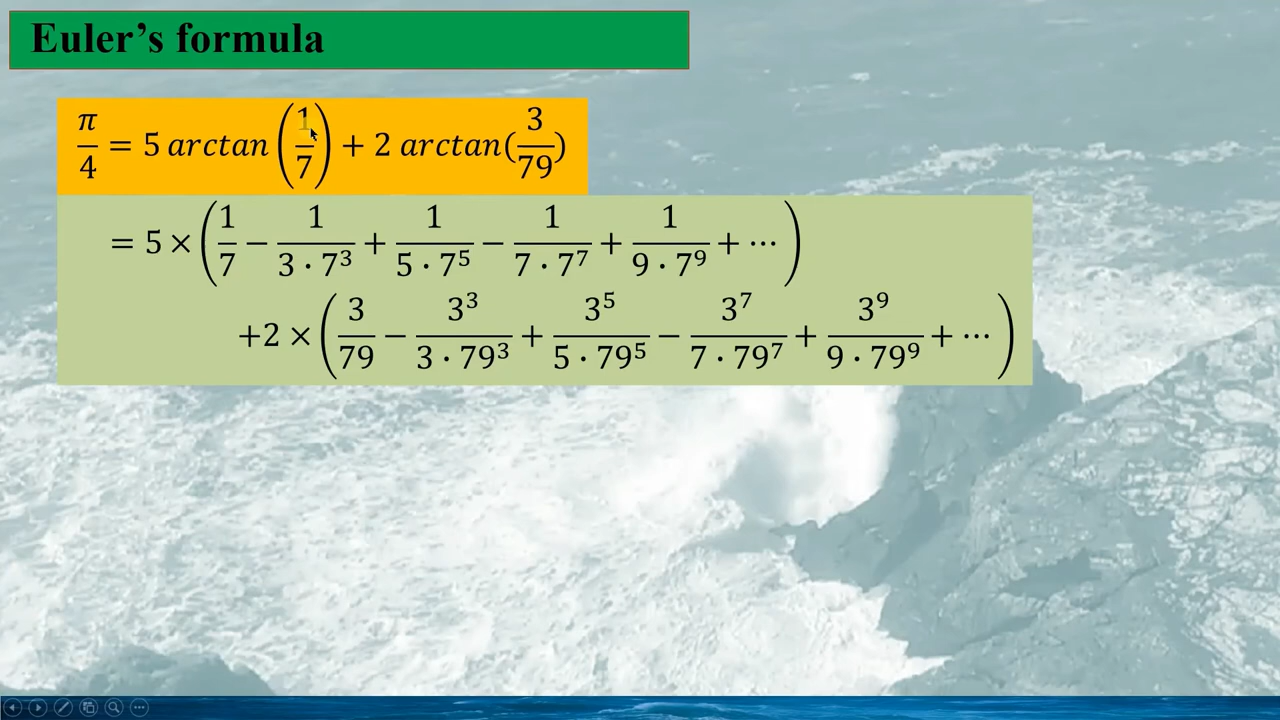 Euler's formula
π/4 = 5 arctan (1/7) + 2 arctan(3/79)
= 5 × (1/7 − 1/(3 · 7³) + 1/(5 · 7⁵) − 1/(7 · 7⁷) + 1/(9 · 7⁹) + ⋯)
+2 × (3/79 − 3³/(3 · 79³) + 3⁵/(5 · 79⁵) − 3⁷/(7 · 79⁷) + 3⁹/(9 · 79⁹) + ⋯)